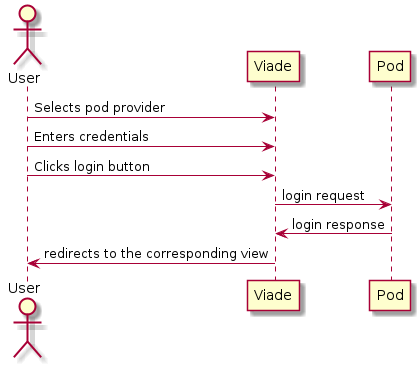 User
Viade
Pod
Selects pod provider
Enters credentials
Clicks login button
login request
login response
redirects to the corresponding view
User
Viade
Pod